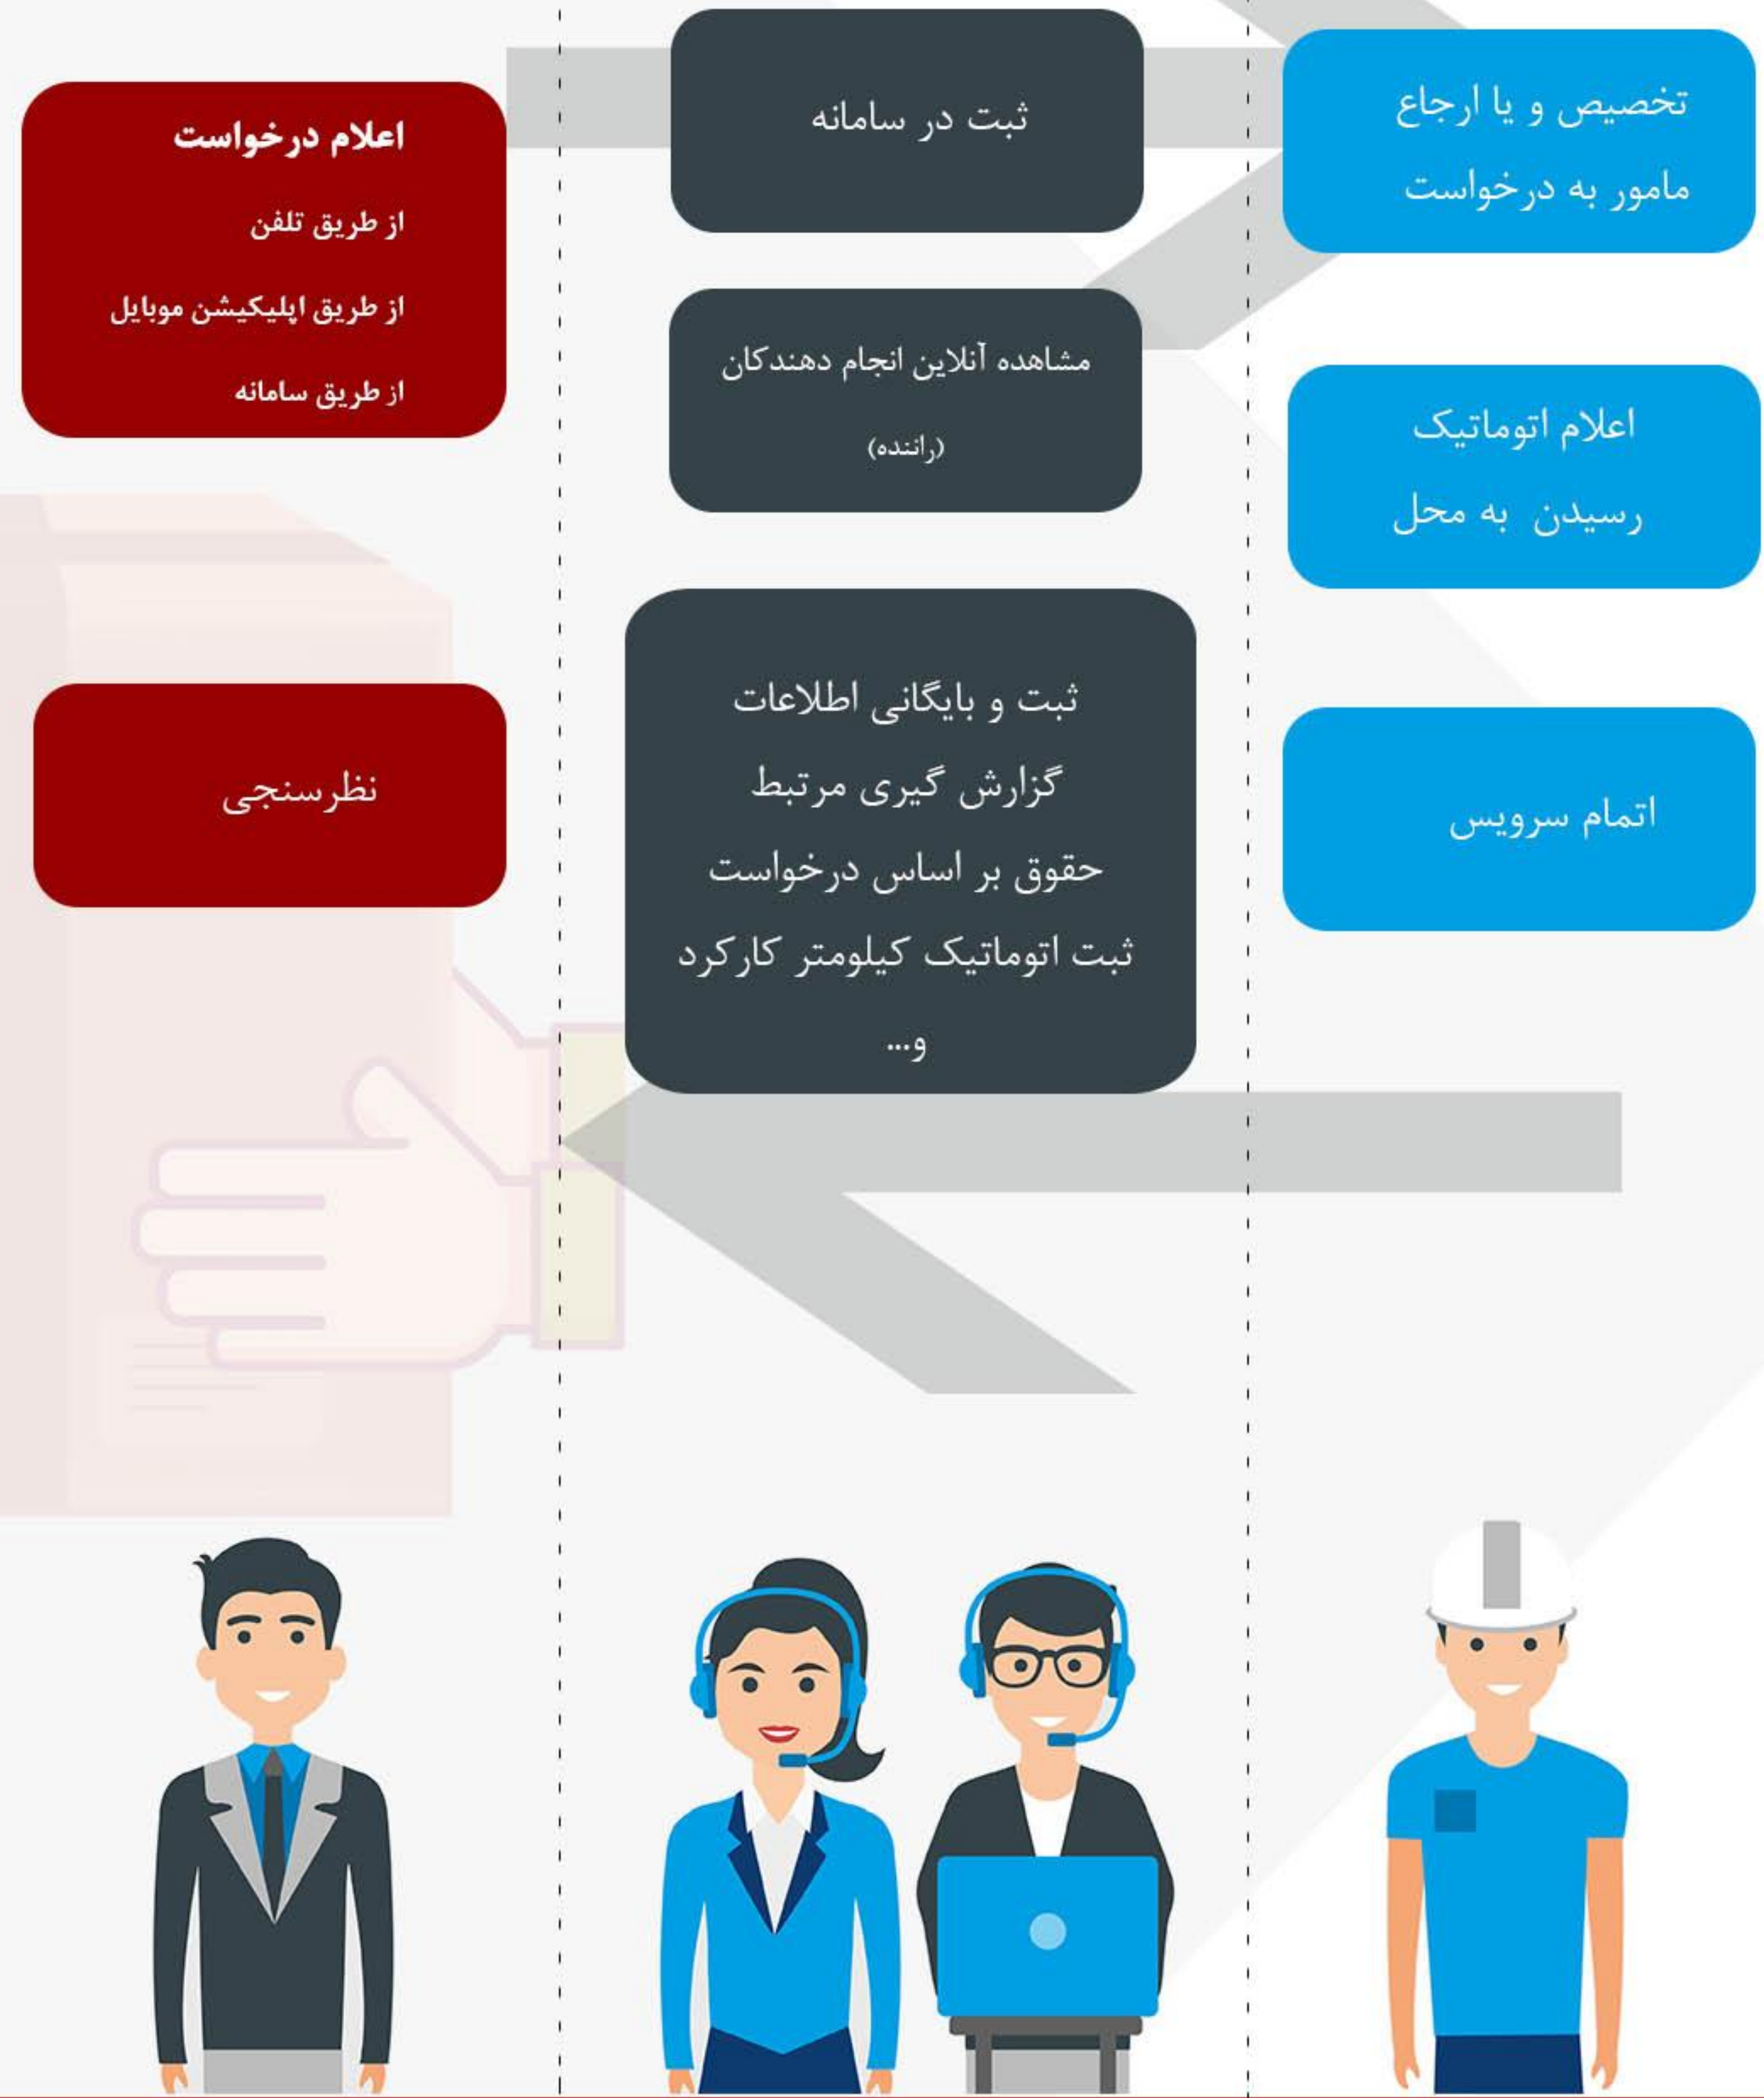 اعلام درخواست
از طریق تلفن
از طریق اپلیکیشن موبایل
از طریق سامانه
نظرسنجی
ثبت در سامانه
مشاهده آنلاین انجام دهندکان
(راننده)
ثبت و بایگانی اطلاعات
گزارش گیری مرتبط
حقوق بر اساس درخواست
ثبت اتوماتیک کیلومتر کارکرد
و...
تخصیص و یا ارجاع
مامور به درخواست
اعلام اتوماتیک
رسیدن به محل
اتمام سرویس